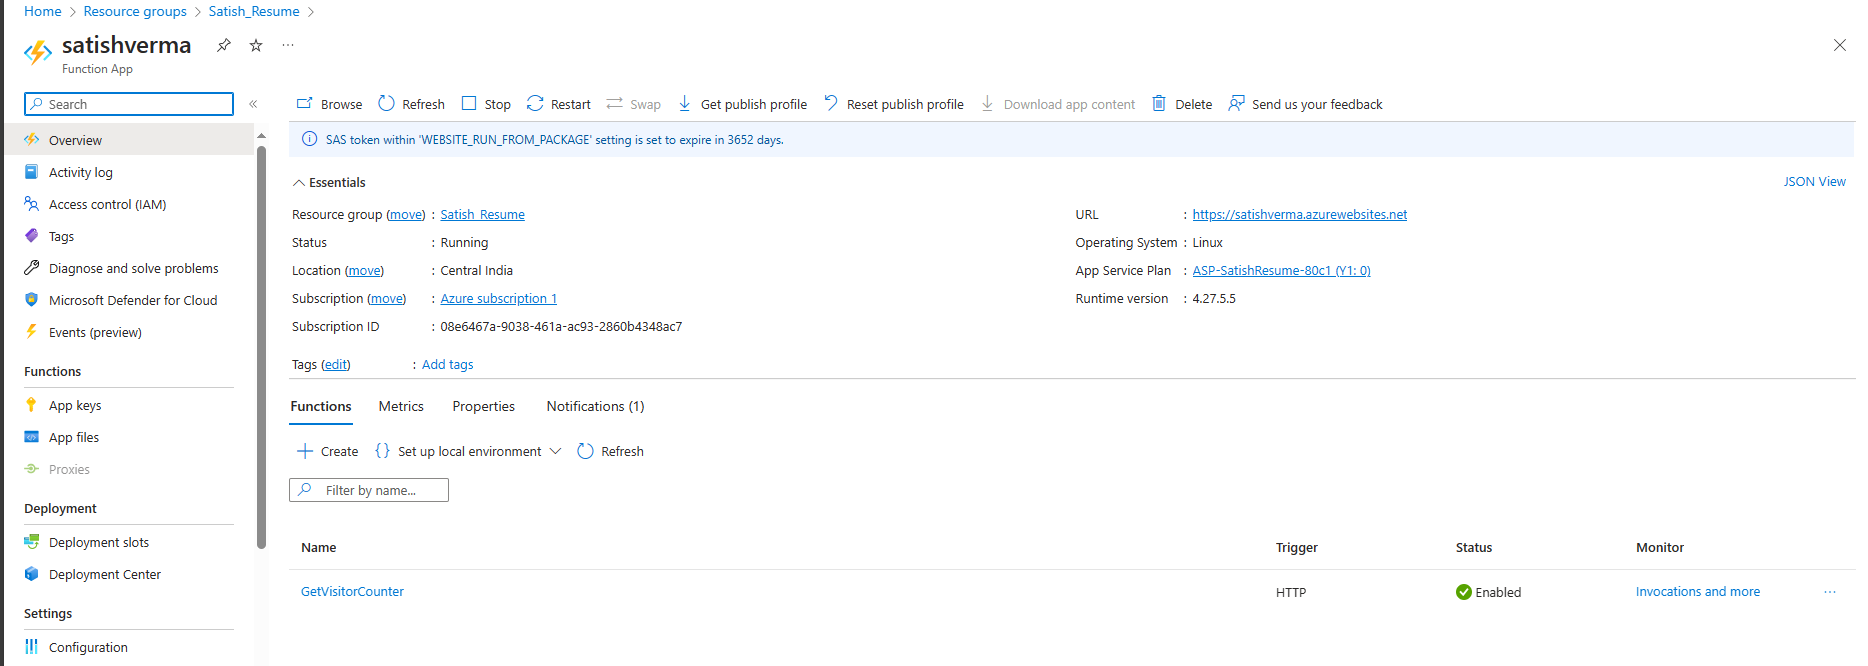 Home > Resource groups > Satish_Resume >
satishverma
Function App
Search
Browse Refresh Stop Restart Swap Get publish profile Reset publish profile Download app content Delete Send us your feedback
SAS token within 'WEBSITE_RUN_FROM_PACKAGE' setting is set to expire in 3652 days.
Overview
Activity log
Access control (IAM)
Tags
Diagnose and solve problems
Microsoft Defender for Cloud
Events (preview)
Functions
App keys
App files
Proxies
Deployment
Deployment slots
Deployment Center
Settings
Configuration
Essentials
JSON View
Resource group (move) : Satish_Resume
Status : Running
Location (move) : Central India
Subscription (move) : Azure subscription 1
Subscription ID : 08e6467a-9038-461a-ac93-2860b4348ac7
Tags (edit) : Add tags
URL : https://satishverma.azurewebsites.net
Operating System : Linux
App Service Plan : ASP-SatishResume-80c1 (Y1: 0)
Runtime version : 4.27.5.5
Functions Metrics Properties Notifications (1)
Create {} Set up local environment Refresh
Filter by name...
Name Trigger Status Monitor
GetVisitorCounter HTTP Enabled Invocations and more